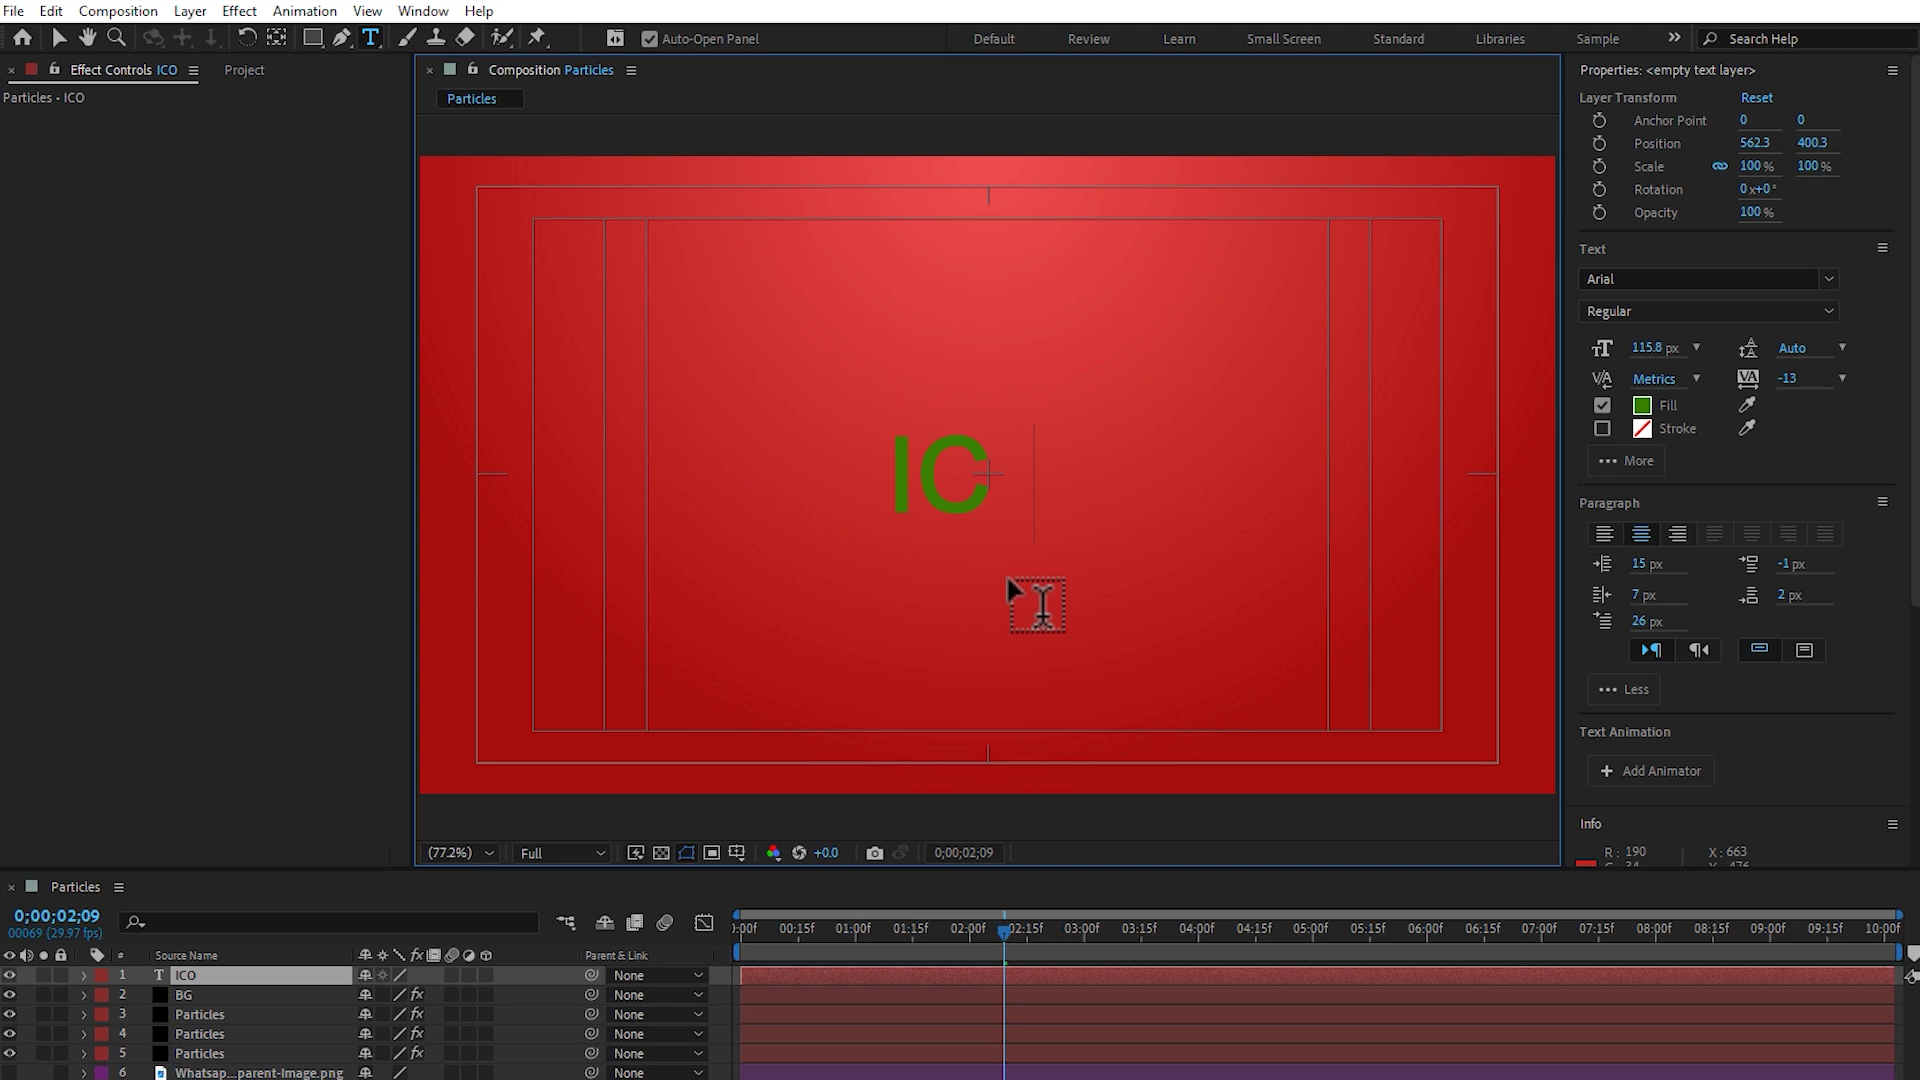 File Edit Composition Layer Effect Animation View Window Help
Auto-Open Panel Default Review Learn Small Screen Standard Libraries Sample Search Help
Effect Controls ICO Project
Particles • ICO
Composition Particles
Particles
IC
(77.2%) Full +0.0 0;00;02;09
Properties: <empty text layer>
Layer Transform Reset
Anchor Point 0 0
Position 562.3 400.3
Scale 100 % 100 %
Rotation 0x+0°
Opacity 100 %
Text
Arial
Regular
115.8 px Auto
Metrics -13
Fill
Stroke
More
Paragraph
15 px -1 px
7 px 2 px
26 px
Less
Text Animation
Add Animator
Info
R: 190 X: 663
Particles
0;00;02;09
00069 (29.97 fps)
00:15f 01:00f 01:15f 02:00f 02:15f 03:00f 03:15f 04:00f 04:15f 05:00f 05:15f 06:00f 06:15f 07:00f 07:15f 08:00f 08:15f 09:00f 09:15f 10:00f
# Source Name fx Parent & Link
1 T ICO None
2 BG fx None
3 Particles fx None
4 Particles fx None
5 Particles fx None
6 Whatsap...parent-Image.png None